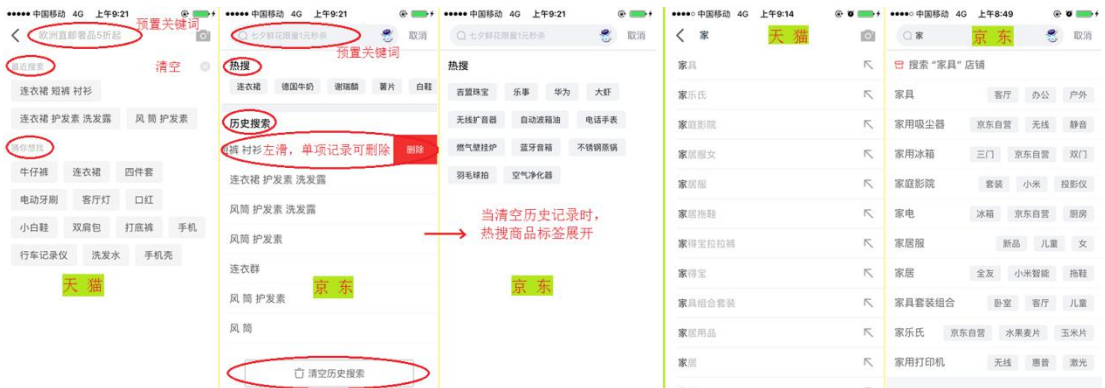 ●●●●● 中国移动 4G 上午9:21
预置关键词
欧洲直邮奢品5折起
最近搜索
清空
连衣裙 短裤 衬衫
连衣裙 护发素 洗发露 风 筒 护发素
猜你想找
牛仔裤 连衣裙 四件套
电动牙刷 客厅灯 口红
小白鞋 双肩包 打底裤 手机
行车记录仪 洗发水 手机壳
天 猫
●●●●● 中国移动 4G 上午9:21
七夕鲜花限量1元秒杀 取消
预置关键词
热搜
连衣裙 德国牛奶 谢瑞麟 薯片 白鞋
历史搜索
裤 衬衫 左滑，单项记录可删除 删除
连衣裙 护发素 洗发露
风筒 护发素 洗发露
风筒 护发素
连衣群
风 筒 护发素
风 筒
京 东
清空历史搜索
●●●●● 中国移动 4G 上午9:21
七夕鲜花限量1元秒杀 取消
热搜
吉盟珠宝 乐事 华为 大虾
无线扩音器 自动波箱油 电话手表
燃气壁挂炉 蓝牙音箱 不锈钢蒸锅
羽毛球拍 空气净化器
当清空历史记录时，
热搜商品标签展开
京 东
●●●●○ 中国移动 4G 上午9:14
家
天 猫
家具
家乐氏
家庭影院
家居服女
家居服
家居拖鞋
家得宝拉拉裤
家得宝
家具组合套装
家居用品
家居
●●●●○ 中国移动 4G 上午8:49
家
京 东
取消
搜索 “家具” 店铺
家具 客厅 办公 户外
家用吸尘器 京东自营 无线 静音
家用冰箱 三门 京东自营 双门
家庭影院 套装 小米 投影仪
家电 冰箱 京东自营 厨房
家居服 新品 儿童 女
家居 全友 小米智能 拖鞋
家具套装组合 卧室 客厅 儿童
家乐氏 京东自营 水果麦片 玉米片
家用打印机 无线 惠普 激光